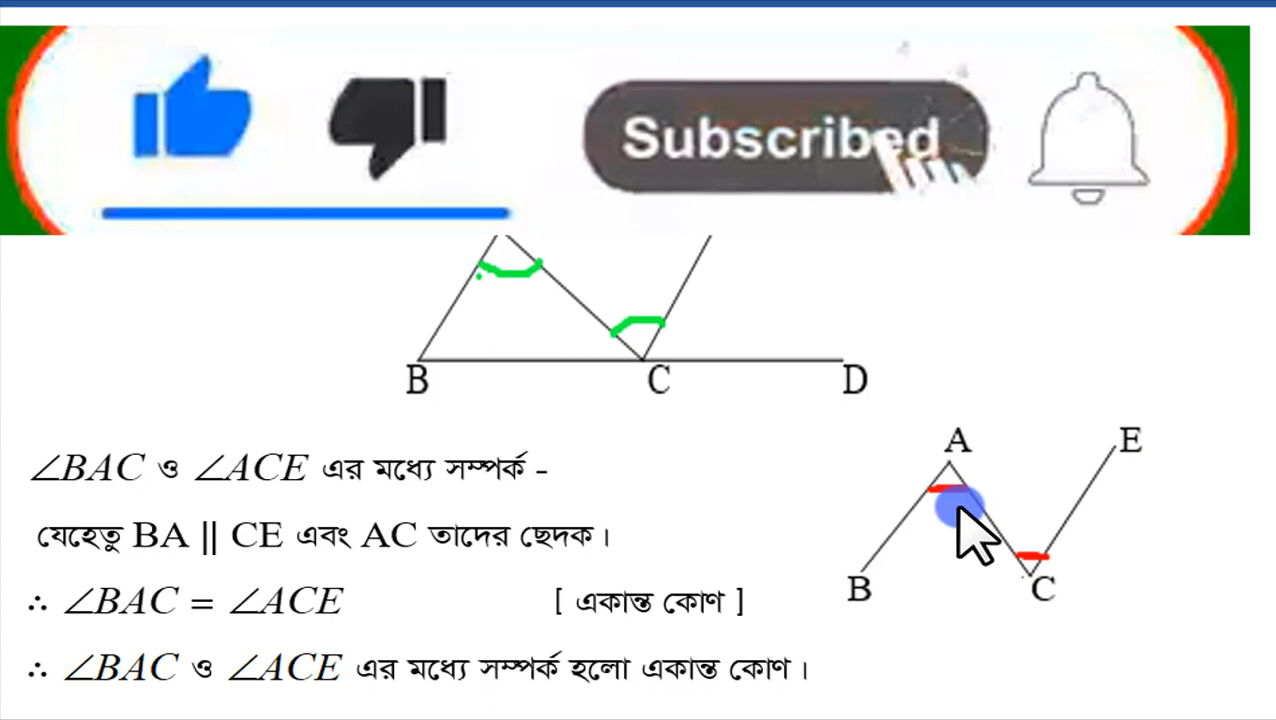 Subscribed
B C D
A E
∠BAC ও ∠ACE এর মধ্যে সম্পর্ক -
যেহেতু BA || CE এবং AC তাদের ছেদক।
B C
∴ ∠BAC = ∠ACE [ একান্ত কোণ ]
∴ ∠BAC ও ∠ACE এর মধ্যে সম্পর্ক হলো একান্ত কোণ।